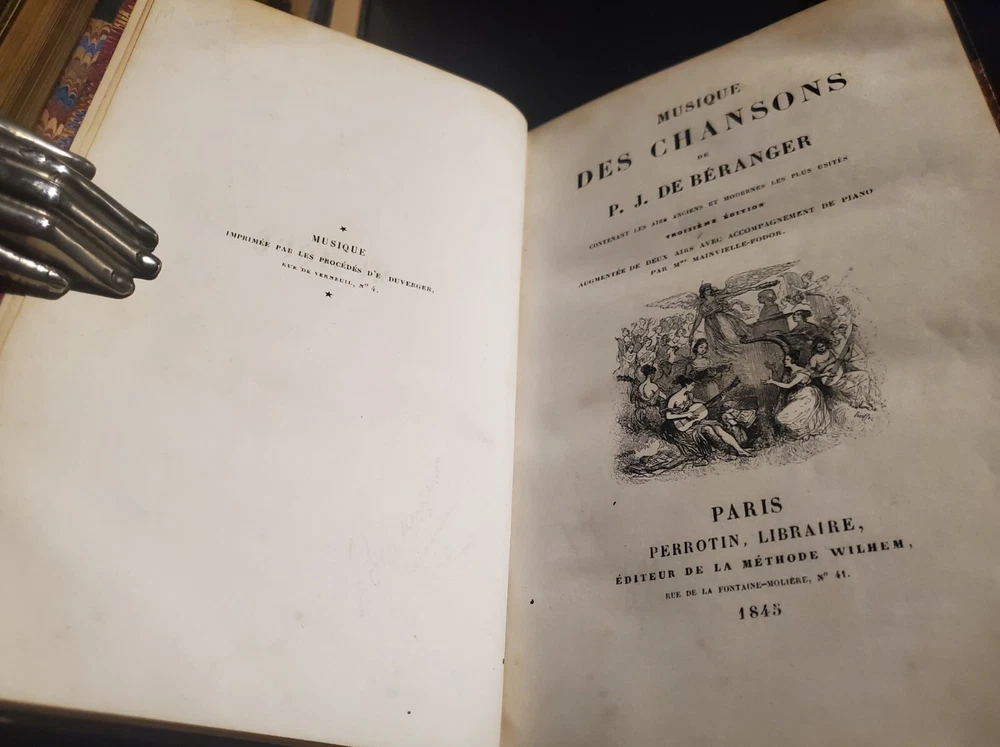 MUSIQUE
IMPRIMÉE PAR LES PROCÉDÉS D'E DUVERGER,
RUE DE VERNEUIL, N° 4.
MUSIQUE
DES CHANSONS
DE
P. J. DE BÉRANGER
CONTENANT LES AIRS ANCIENS ET MODERNES LES PLUS USITÉS
TROISIÈME ÉDITION
AUGMENTÉE DE DEUX AIRS AVEC ACCOMPAGNEMENT DE PIANO
PAR Mme MAINVIELLE-FODOR.
PARIS
PERROTIN, LIBRAIRE,
ÉDITEUR DE LA MÉTHODE WILHEM,
RUE DE LA FONTAINE-MOLIÈRE, N° 41.
1845